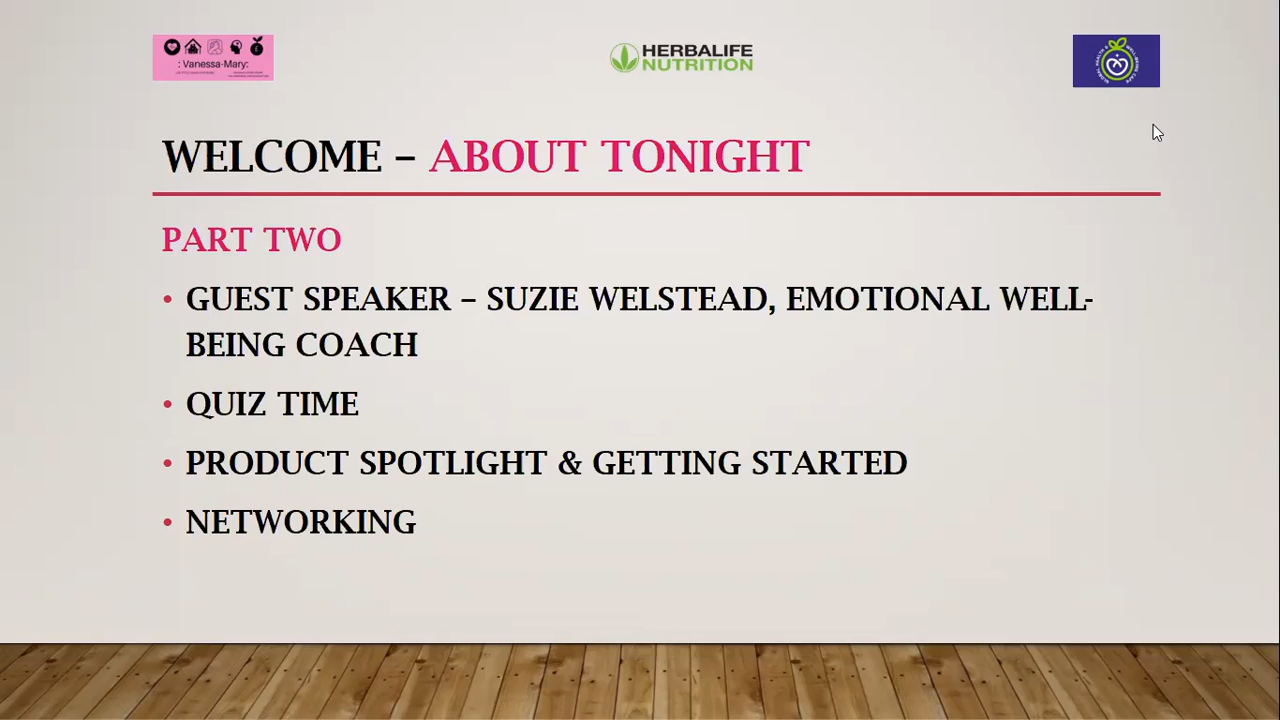 : Vanessa-Mary:
HERBALIFE
NUTRITION
WELCOME – ABOUT TONIGHT
PART TWO
• GUEST SPEAKER – SUZIE WELSTEAD, EMOTIONAL WELL-
BEING COACH
• QUIZ TIME
• PRODUCT SPOTLIGHT & GETTING STARTED
• NETWORKING